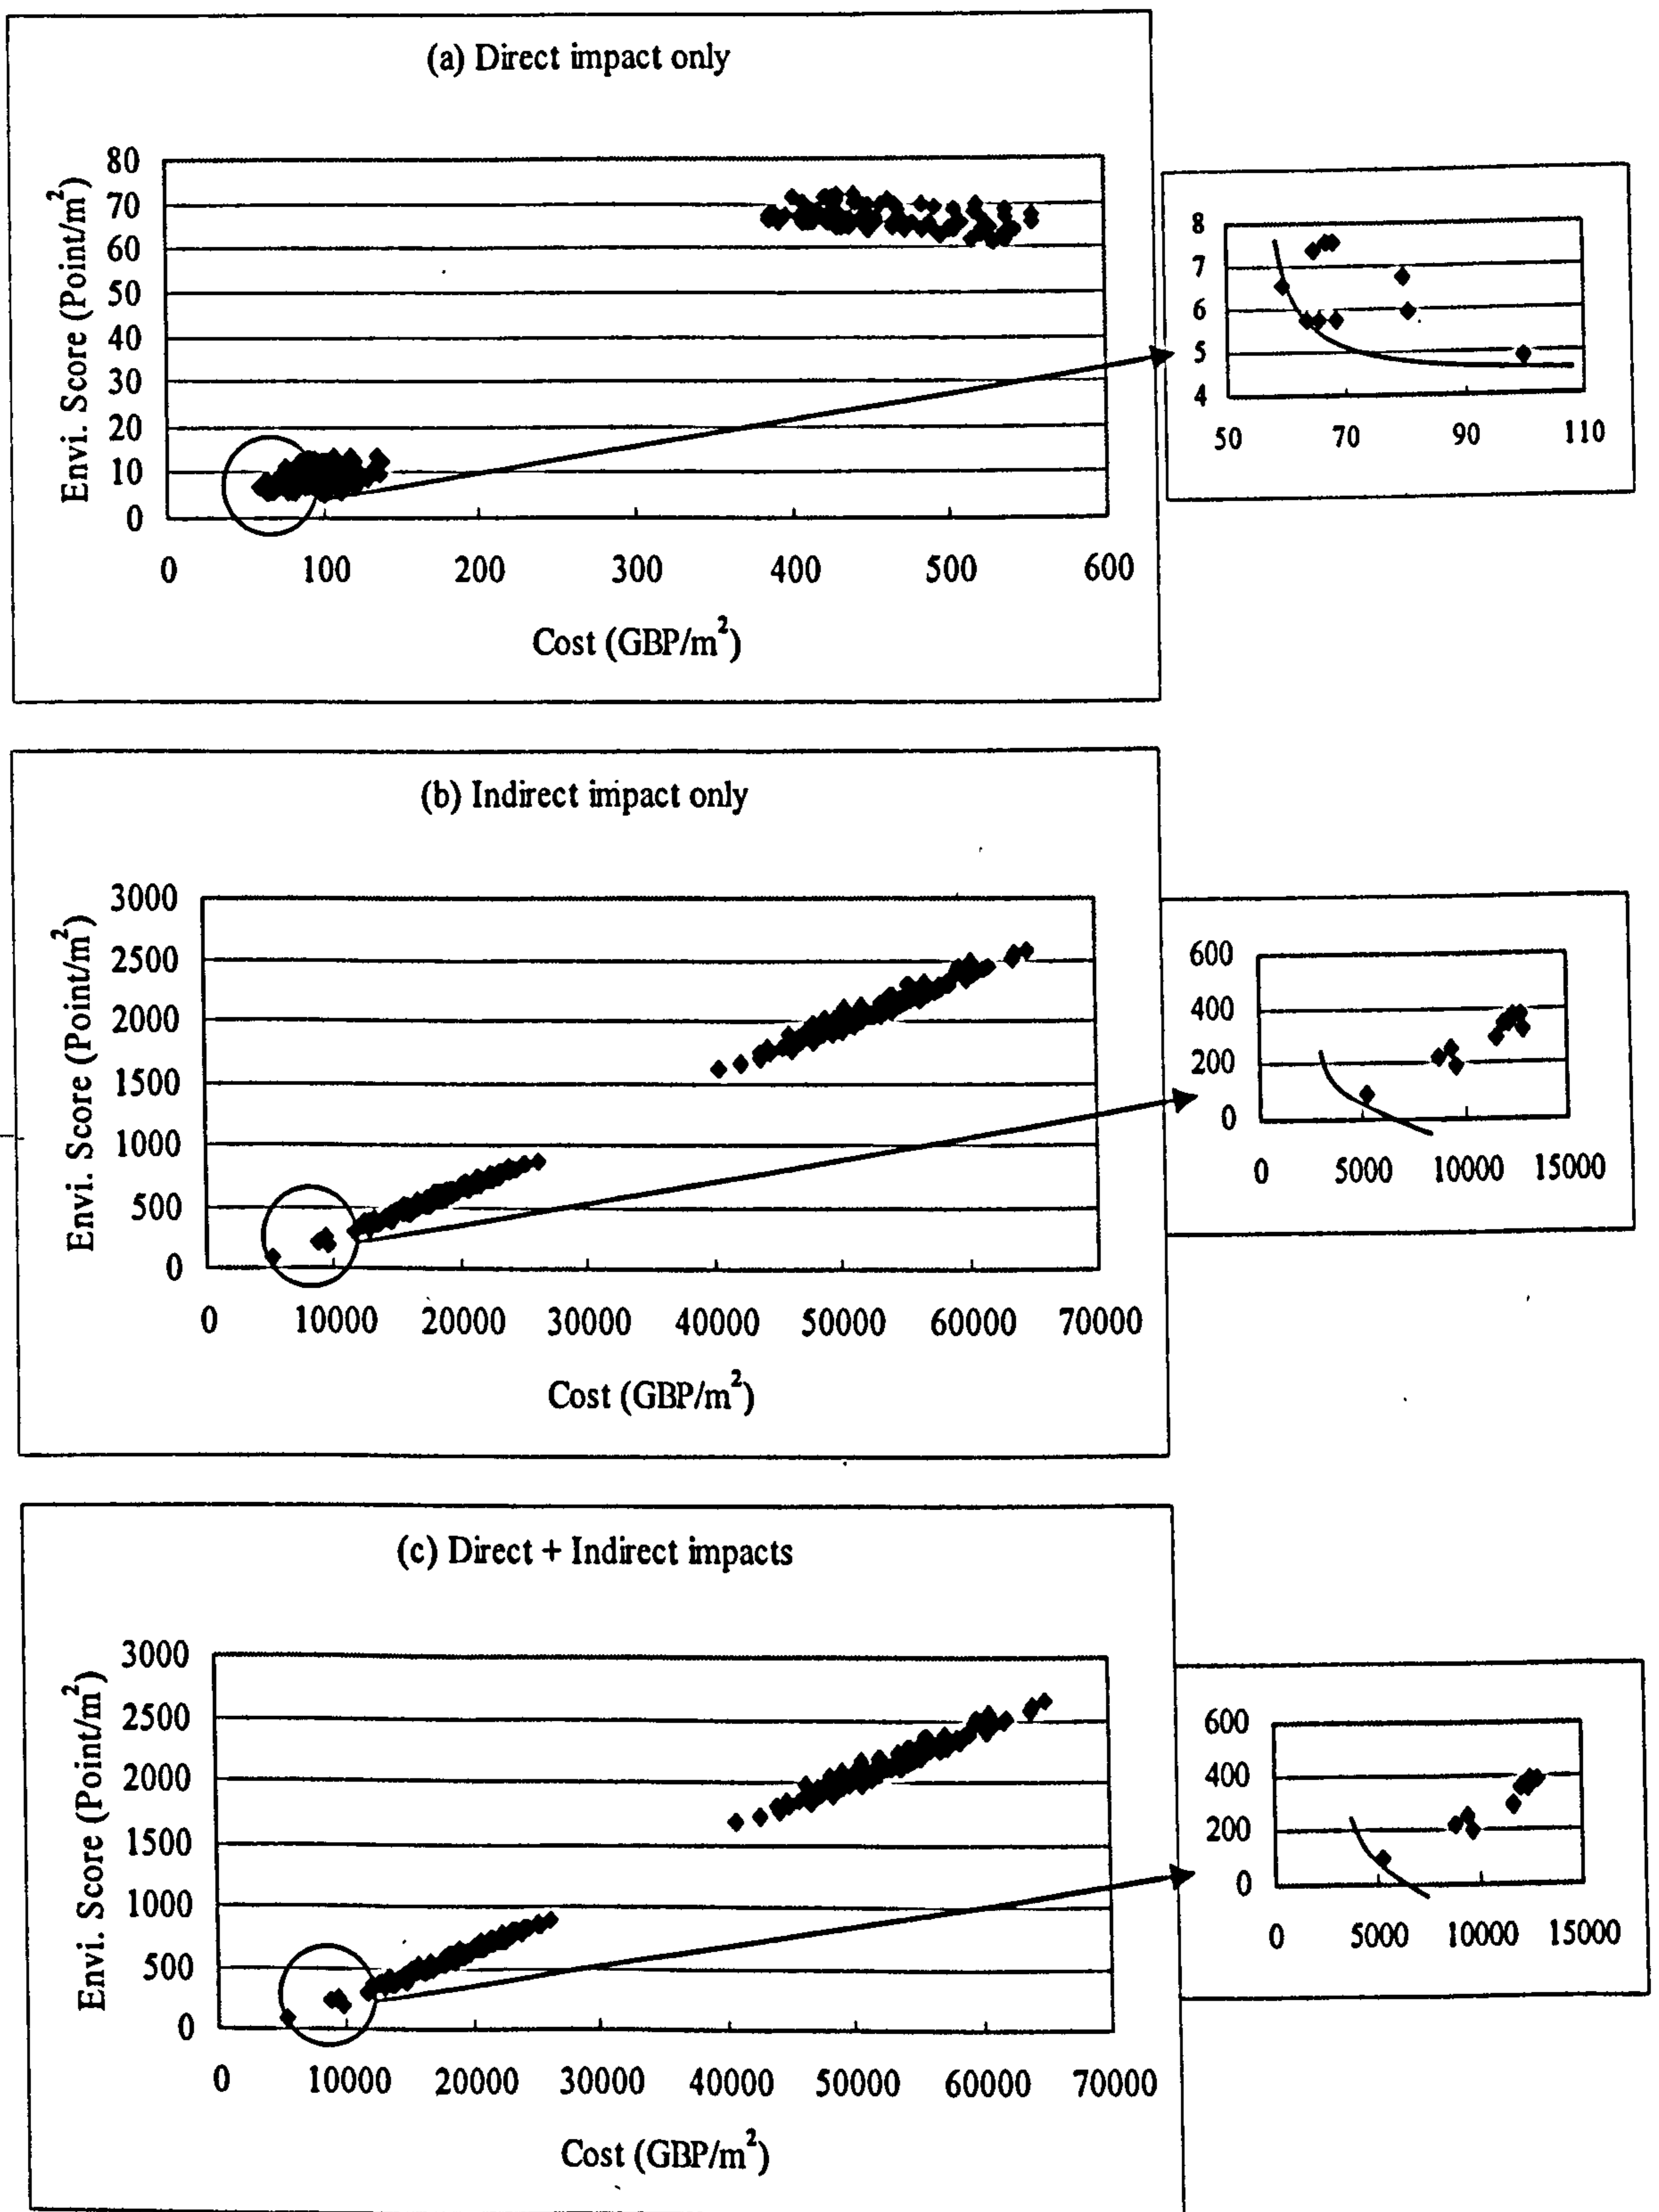 (a) Direct impact only
Envi. Score (Point/m²)
80
70
60
50
40
30
20
10
0
0 100 200 300 400 500 600
Cost (GBP/m²)
8
7
6
5
4
50 70 90 110
(b) Indirect impact only
Envi. Score (Point/m²)
3000
2500
2000
1500
1000
500
0
0 10000 20000 30000 40000 50000 60000 70000
Cost (GBP/m²)
600
400
200
0
0 5000 10000 15000
(c) Direct + Indirect impacts
Envi. Score (Point/m²)
3000
2500
2000
1500
1000
500
0
0 10000 20000 30000 40000 50000 60000 70000
Cost (GBP/m²)
600
400
200
0
0 5000 10000 15000